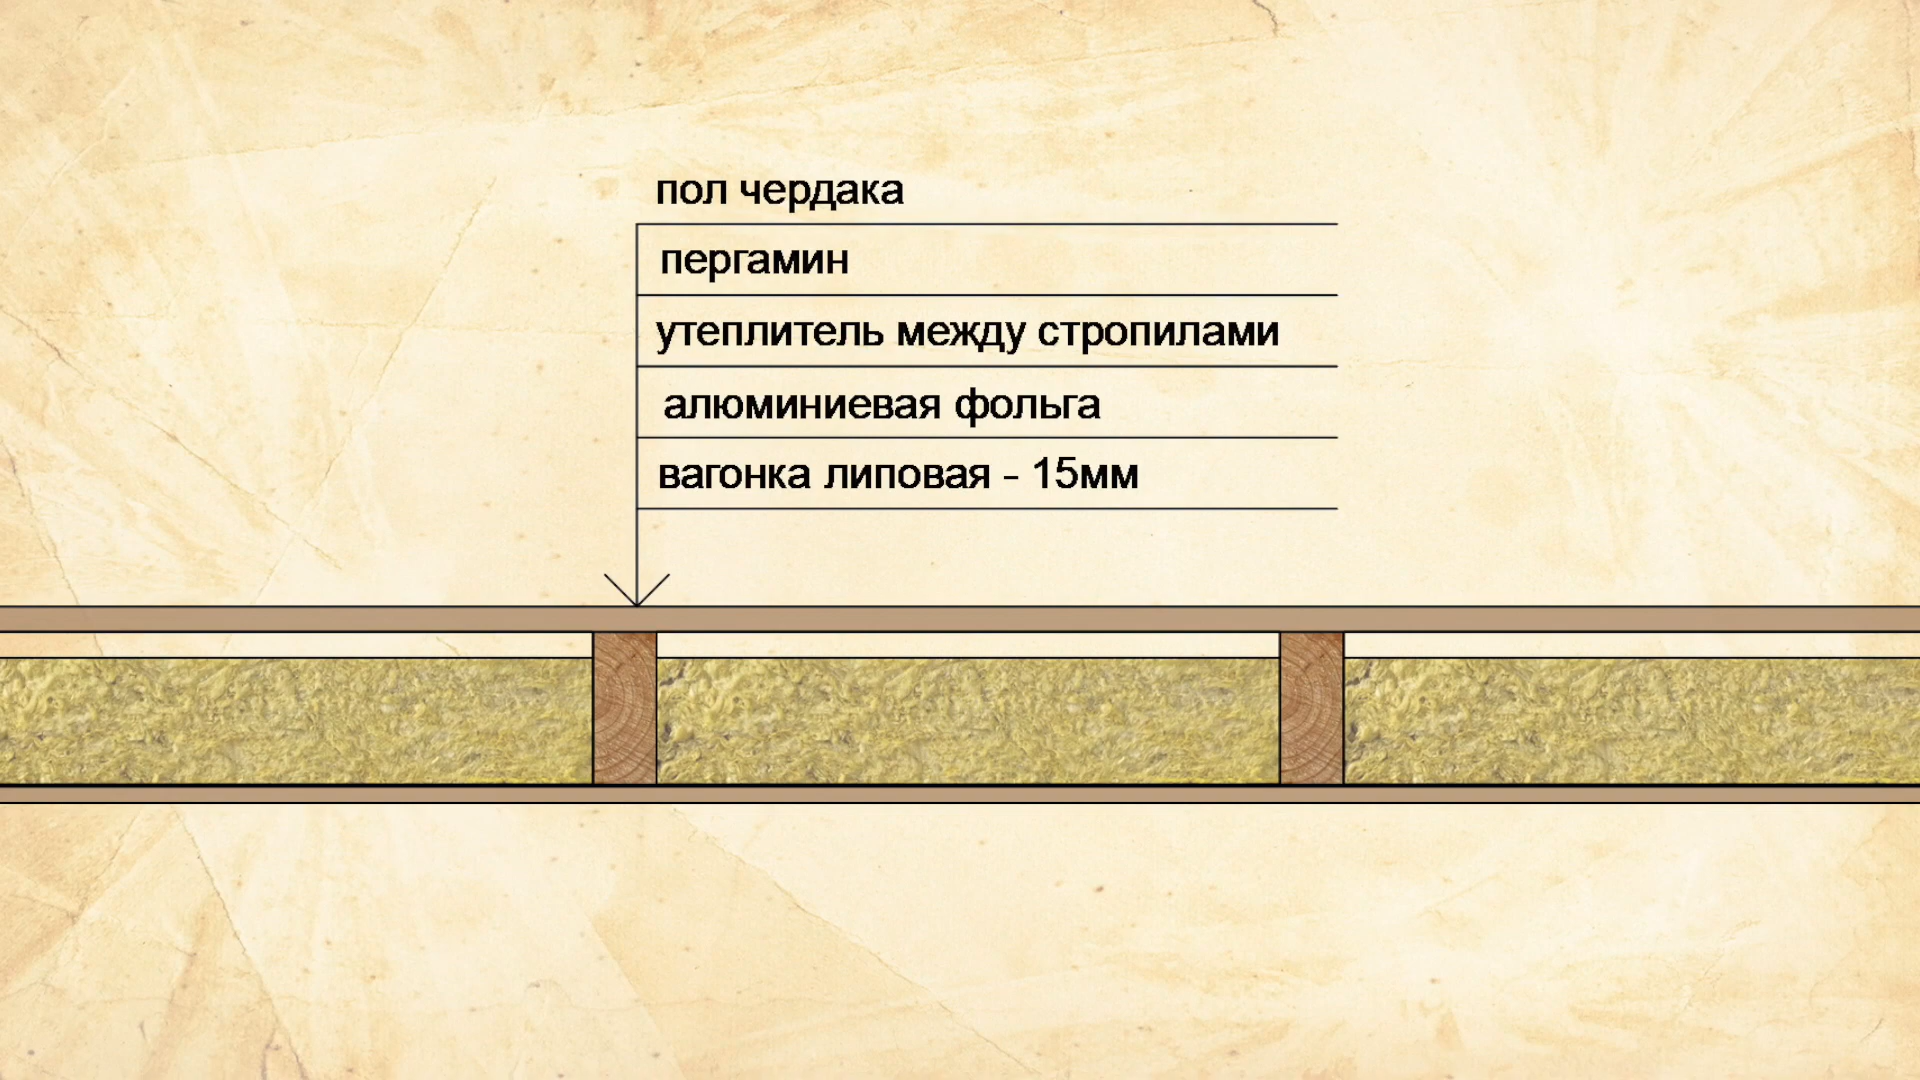 пол чердака
пергамин
утеплитель между стропилами
алюминиевая фольга
вагонка липовая - 15мм